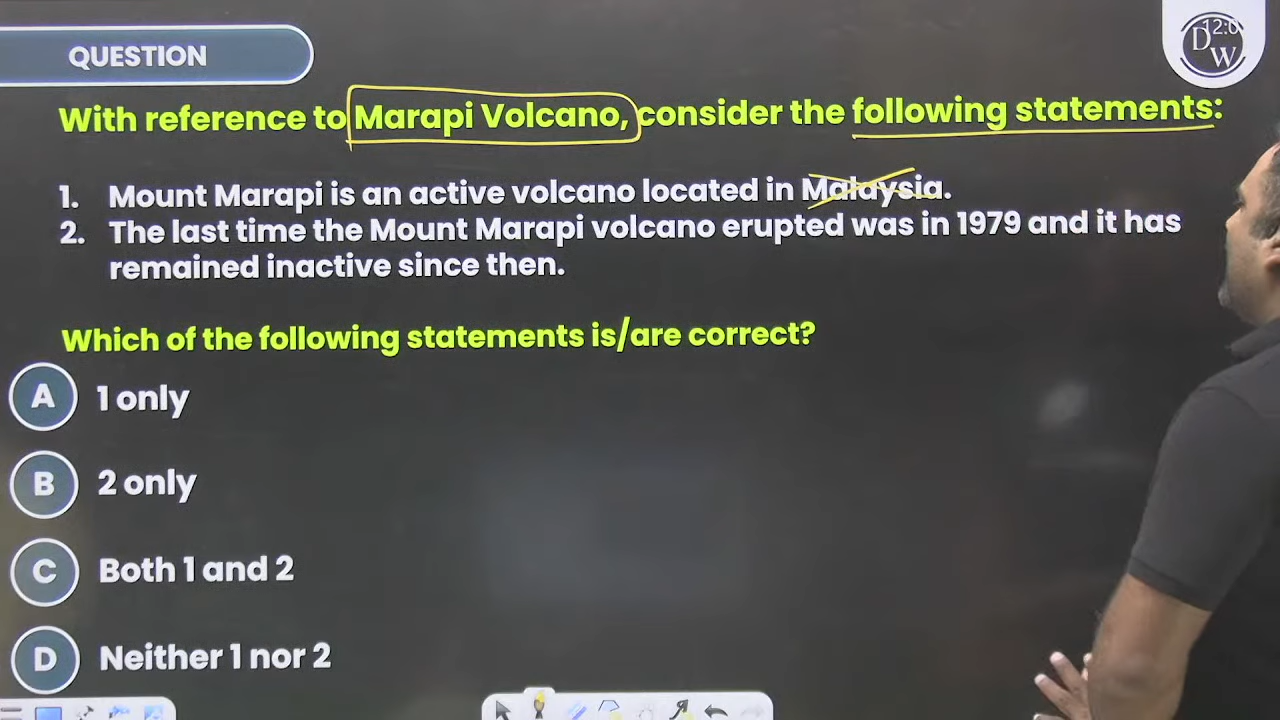 QUESTION
12:0
D
W
With reference to Marapi Volcano, consider the following statements:
1. Mount Marapi is an active volcano located in Malaysia.
2. The last time the Mount Marapi volcano erupted was in 1979 and it has
remained inactive since then.
Which of the following statements is/are correct?
A 1 only
B 2 only
C Both 1 and 2
D Neither 1 nor 2